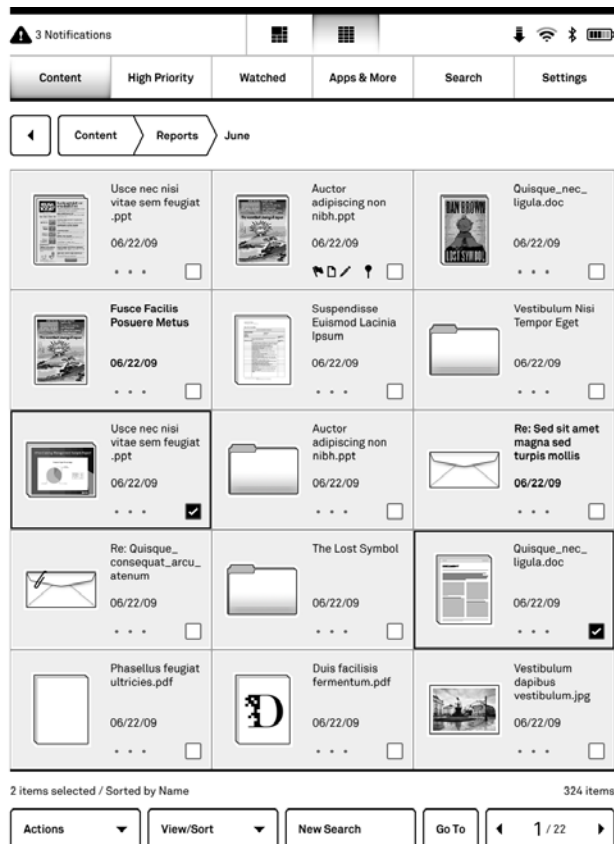 3 Notifications
Content
High Priority
Watched
Apps & More
Search
Settings
Content
Reports
June
Usce nec nisi
vitae sem feugiat
.ppt
06/22/09
Auctor
adipiscing non
nibh.ppt
06/22/09
DAN BROWN
LOST SYMBOL
Quisque_nec_
ligula.doc
06/22/09
Fusce Facilis
Posuere Metus
06/22/09
Suspendisse
Euismod Lacinia
Ipsum
06/22/09
Vestibulum Nisi
Tempor Eget
06/22/09
Usce nec nisi
vitae sem feugiat
.ppt
06/22/09
Auctor
adipiscing non
nibh.ppt
06/22/09
Re: Sed sit amet
magna sed
turpis mollis
06/22/09
Re: Quisque_
consequat_arcu_
atenum
06/22/09
The Lost Symbol
06/22/09
Quisque_nec_
ligula.doc
06/22/09
Phasellus feugiat
ultricies.pdf
06/22/09
D
Duis facilisis
fermentum.pdf
06/22/09
Vestibulum
dapibus
vestibulum.jpg
06/22/09
2 items selected / Sorted by Name
324 items
Actions
View/Sort
New Search
Go To
1 / 22